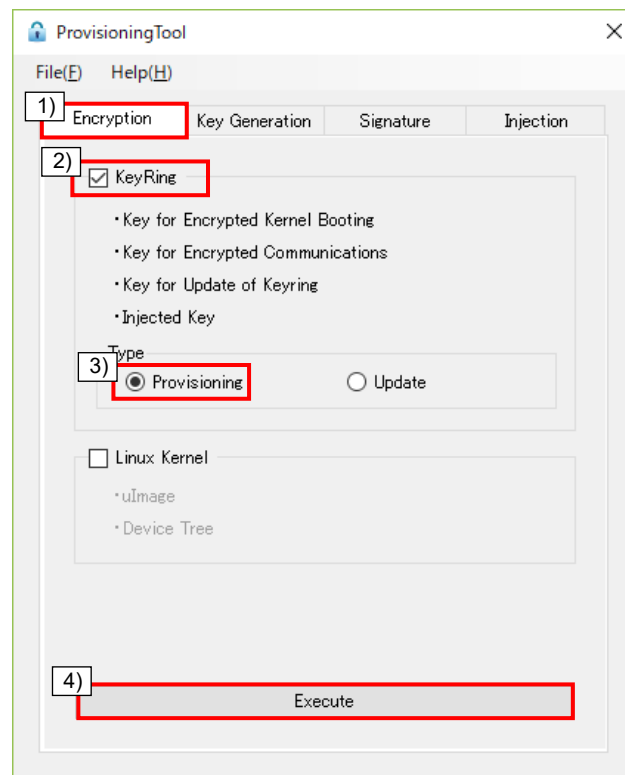 ProvisioningTool
File(F) Help(H)
1) Encryption Key Generation Signature Injection
2) KeyRing
・Key for Encrypted Kernel Booting
・Key for Encrypted Communications
・Key for Update of Keyring
・Injected Key
Type
3) Provisioning Update
Linux Kernel
・uImage
・Device Tree
4) Execute